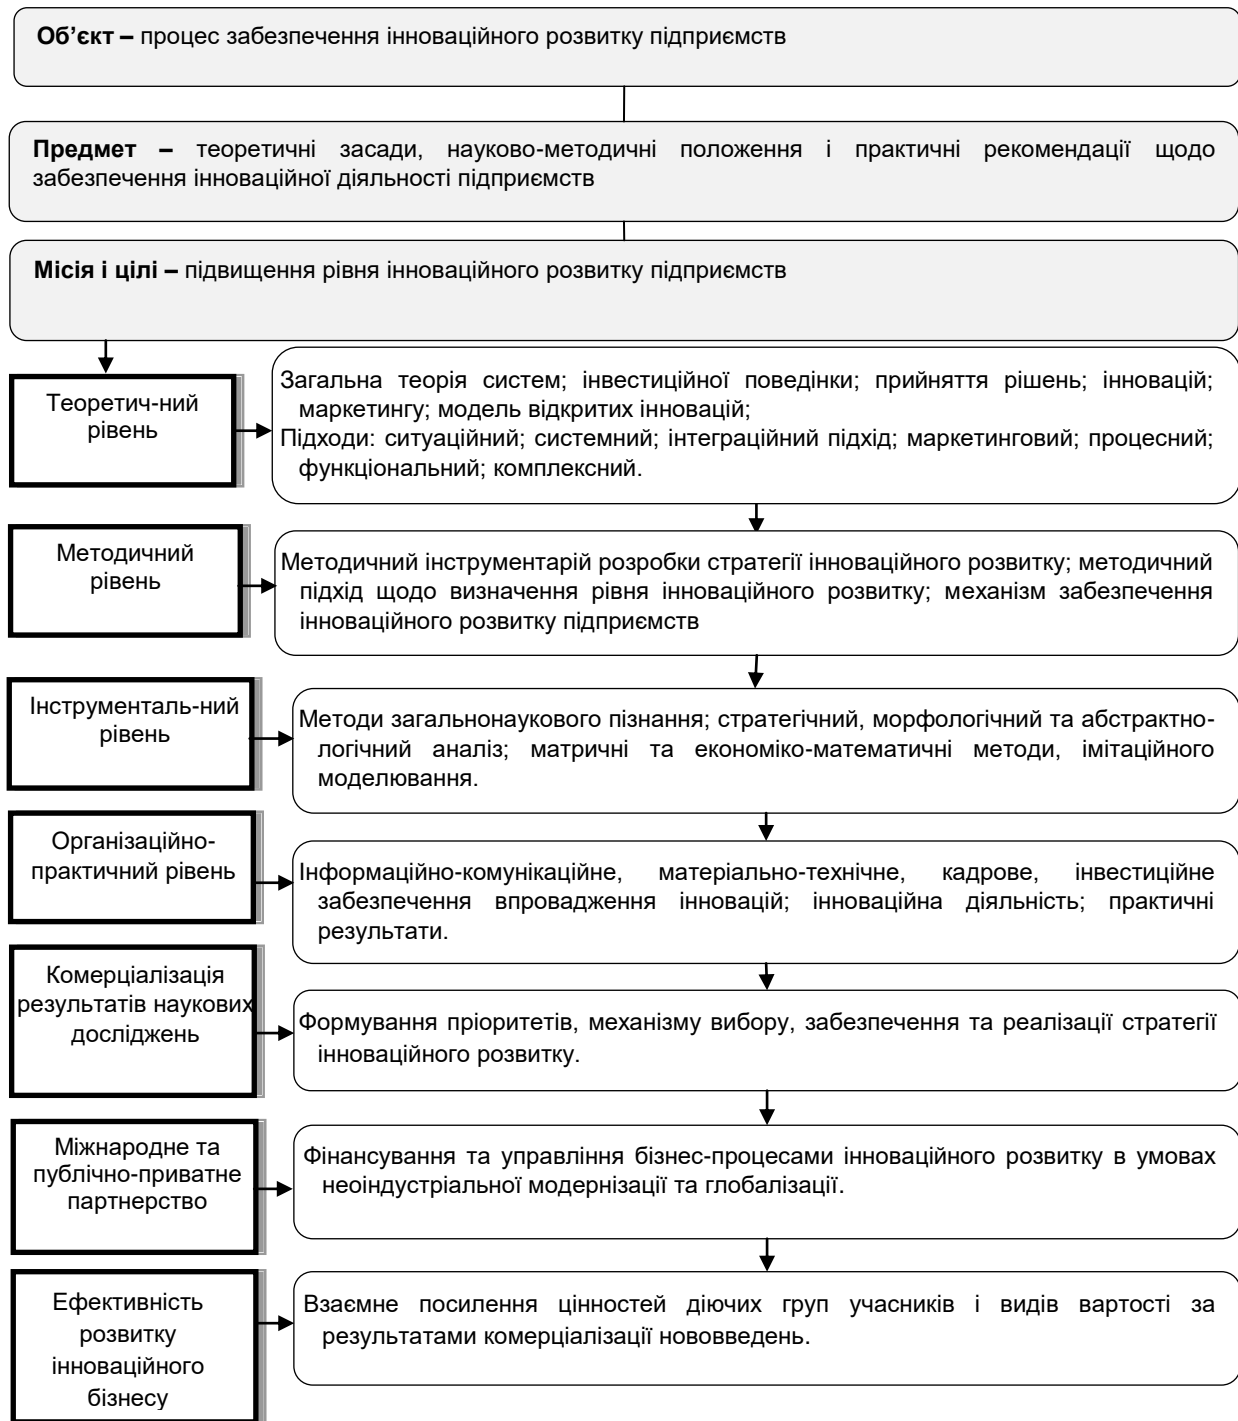 Об’єкт – процес забезпечення інноваційного розвитку підприємств
Предмет – теоретичні засади, науково-методичні положення і практичні рекомендації щодо
забезпечення інноваційної діяльності підприємств
Місія і цілі – підвищення рівня інноваційного розвитку підприємств
Теоретич-ний
рівень
Загальна теорія систем; інвестиційної поведінки; прийняття рішень; інновацій;
маркетингу; модель відкритих інновацій;
Підходи: ситуаційний; системний; інтеграційний підхід; маркетинговий; процесний;
функціональний; комплексний.
Методичний
рівень
Методичний інструментарій розробки стратегії інноваційного розвитку; методичний
підхід щодо визначення рівня інноваційного розвитку; механізм забезпечення
інноваційного розвитку підприємств
Інструменталь-ний
рівень
Методи загальнонаукового пізнання; стратегічний, морфологічний та абстрактно-
логічний аналіз; матричні та економіко-математичні методи, імітаційного
моделювання.
Організаційно-
практичний рівень
Інформаційно-комунікаційне, матеріально-технічне, кадрове, інвестиційне
забезпечення впровадження інновацій; інноваційна діяльність; практичні
результати.
Комерціалізація
результатів наукових
досліджень
Формування пріоритетів, механізму вибору, забезпечення та реалізації стратегії
інноваційного розвитку.
Міжнародне та
публічно-приватне
партнерство
Фінансування та управління бізнес-процесами інноваційного розвитку в умовах
неоіндустріальної модернізації та глобалізації.
Ефективність
розвитку
інноваційного
бізнесу
Взаємне посилення цінностей діючих груп учасників і видів вартості за
результатами комерціалізації нововведень.